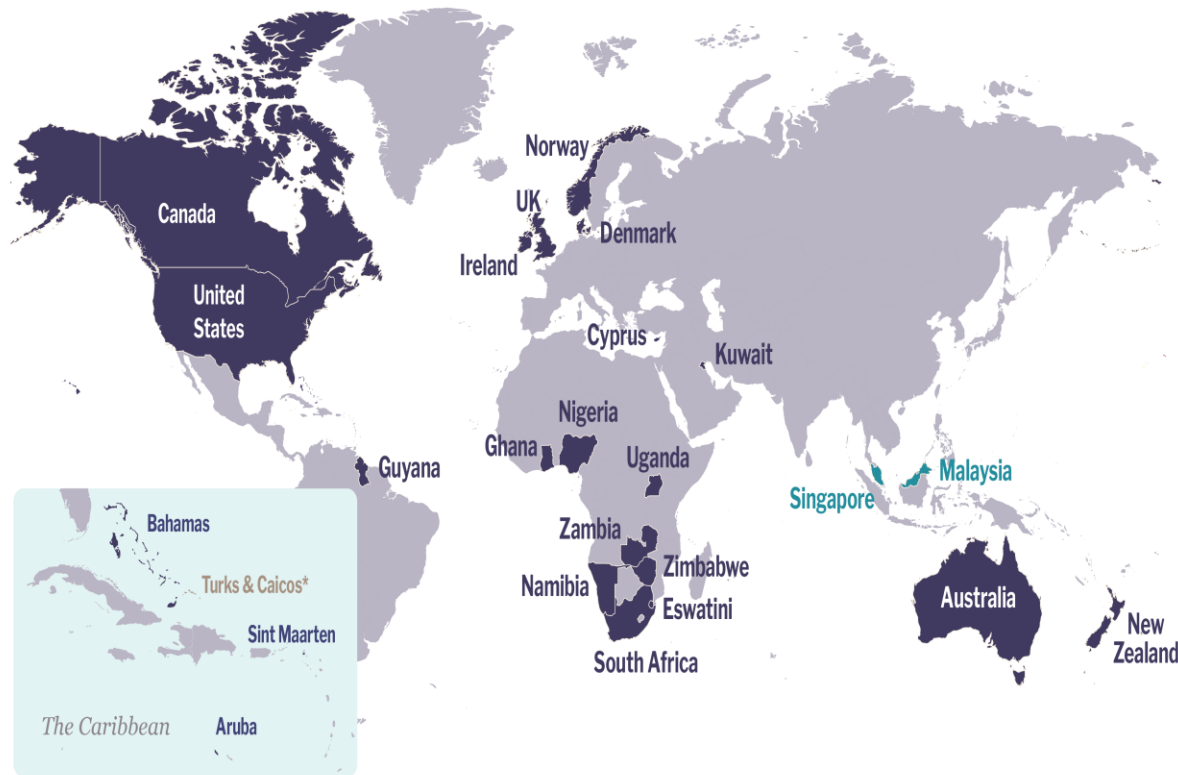 Norway
UK
Canada
Denmark
Ireland
United
States
Cyprus
Kuwait
Nigeria
Ghana
Uganda
Guyana
Malaysia
Singapore
Bahamas
Zambia
Zimbabwe
Turks & Caicos*
Namibia
Eswatini
Australia
Sint Maarten
New
Zealand
South Africa
The Caribbean
Aruba